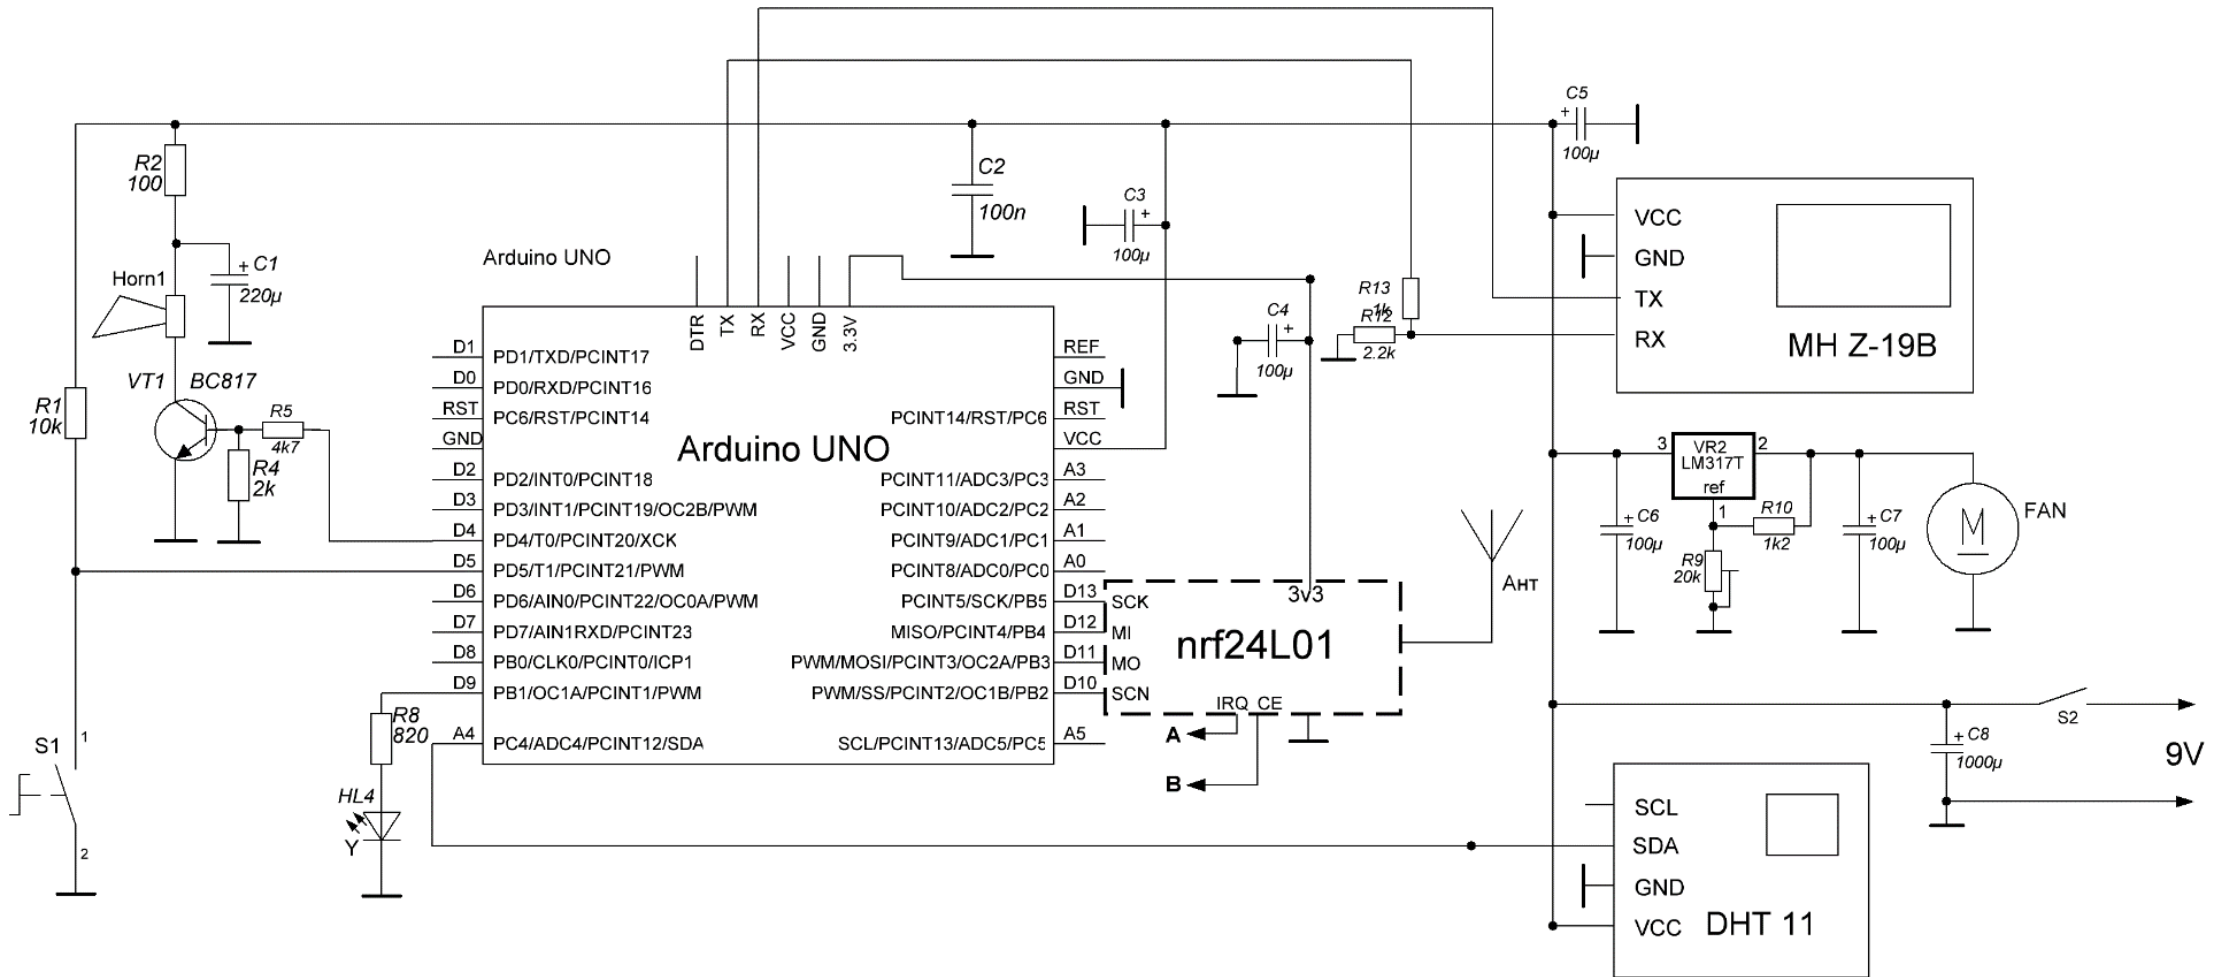 C5
+
100µ
R2
100
C2
100n
C3
+
100µ
VCC
GND
TX
RX
MH Z-19B
Arduino UNO
Horn1
+ C1
220µ
R13
1k
R12
2.2k
C4
+
100µ
DTR
TX
RX
VCC
GND
3.3V
VT1 BC817
R1
10k
R5
4k7
R4
2k
Arduino UNO
D1 PD1/TXD/PCINT17
D0 PD0/RXD/PCINT16
RST PC6/RST/PCINT14
GND
D2 PD2/INT0/PCINT18
D3 PD3/INT1/PCINT19/OC2B/PWM
D4 PD4/T0/PCINT20/XCK
D5 PD5/T1/PCINT21/PWM
D6 PD6/AIN0/PCINT22/OC0A/PWM
D7 PD7/AIN1RXD/PCINT23
D8 PB0/CLK0/PCINT0/ICP1
D9 PB1/OC1A/PCINT1/PWM
A4 PC4/ADC4/PCINT12/SDA
REF
GND
PCINT14/RST/PC6 RST
VCC
PCINT11/ADC3/PC3 A3
PCINT10/ADC2/PC2 A2
PCINT9/ADC1/PC1 A1
PCINT8/ADC0/PC0 A0
PCINT5/SCK/PB5 D13
MISO/PCINT4/PB4 D12
PWM/MOSI/PCINT3/OC2A/PB3 D11
PWM/SS/PCINT2/OC1B/PB2 D10
SCL/PCINT13/ADC5/PC5 A5
SCK
MI
MO
SCN
3v3
nrf24L01
IRQ CE
A
B
Ант
3 VR2 2
LM317T
ref
1
+ C6
100µ
R10
1k2
R9
20k
+ C7
100µ
M
FAN
R8
820
HL4
Y
S1
1
2
S2
+ C8
1000µ
9V
SCL
SDA
GND
VCC
DHT 11